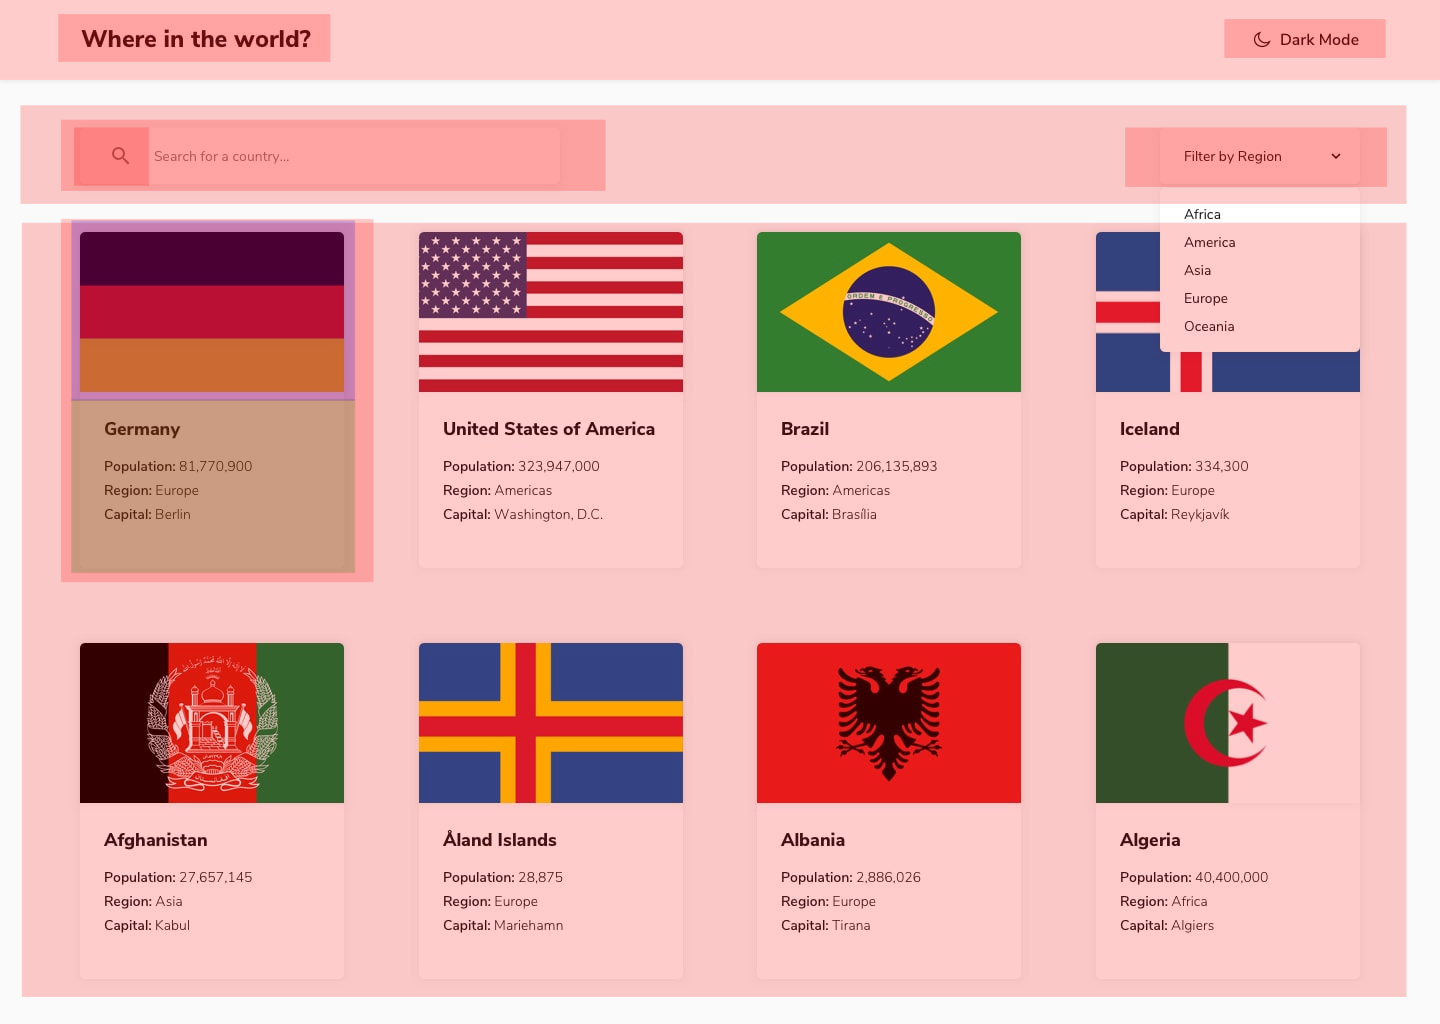 Where in the world?
Dark Mode
Search for a country...
Filter by Region
Africa
America
Asia
Europe
Oceania
Germany
Population: 81,770,900
Region: Europe
Capital: Berlin
United States of America
Population: 323,947,000
Region: Americas
Capital: Washington, D.C.
ORDEM E PROGRESSO
Brazil
Population: 206,135,893
Region: Americas
Capital: Brasília
Iceland
Population: 334,300
Region: Europe
Capital: Reykjavík
Afghanistan
Population: 27,657,145
Region: Asia
Capital: Kabul
Åland Islands
Population: 28,875
Region: Europe
Capital: Mariehamn
Albania
Population: 2,886,026
Region: Europe
Capital: Tirana
Algeria
Population: 40,400,000
Region: Africa
Capital: Algiers